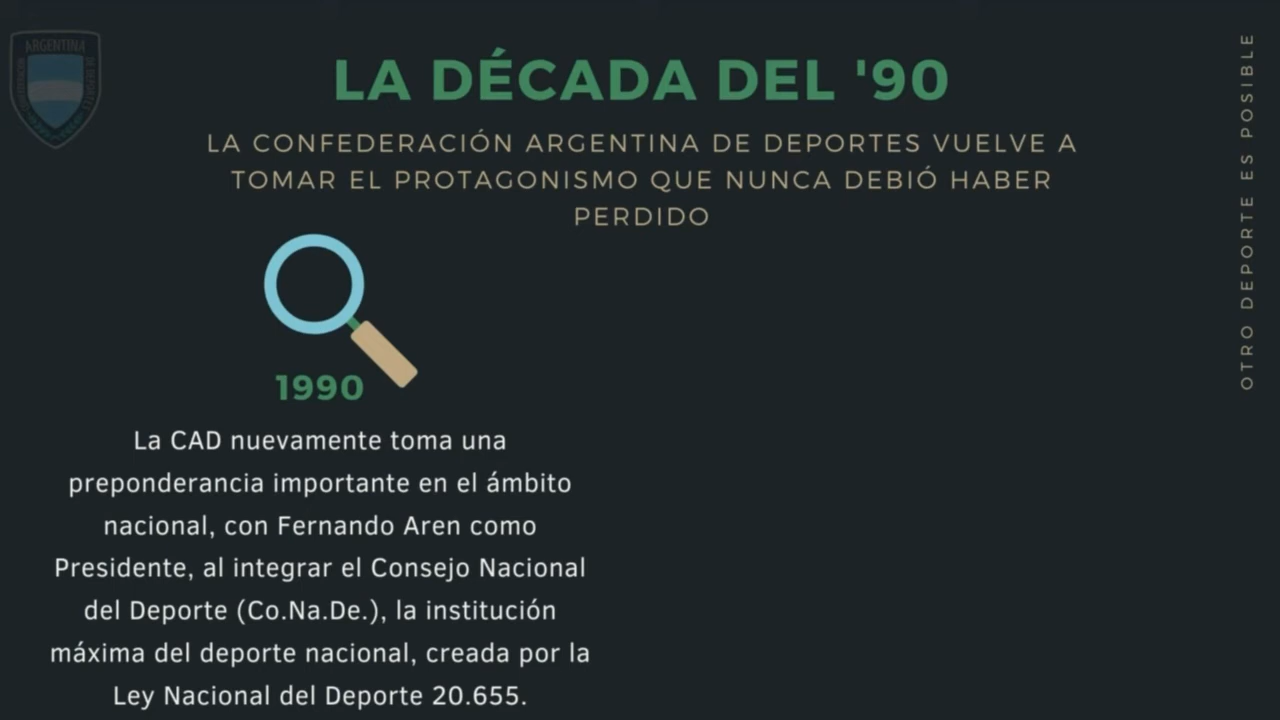 ARGENTINA
LA DÉCADA DEL '90
LA CONFEDERACIÓN ARGENTINA DE DEPORTES VUELVE A
TOMAR EL PROTAGONISMO QUE NUNCA DEBIÓ HABER
PERDIDO
OTRO DEPORTE ES POSIBLE
1990
La CAD nuevamente toma una
preponderancia importante en el ámbito
nacional, con Fernando Aren como
Presidente, al integrar el Consejo Nacional
del Deporte (Co.Na.De.), la institución
máxima del deporte nacional, creada por la
Ley Nacional del Deporte 20.655.